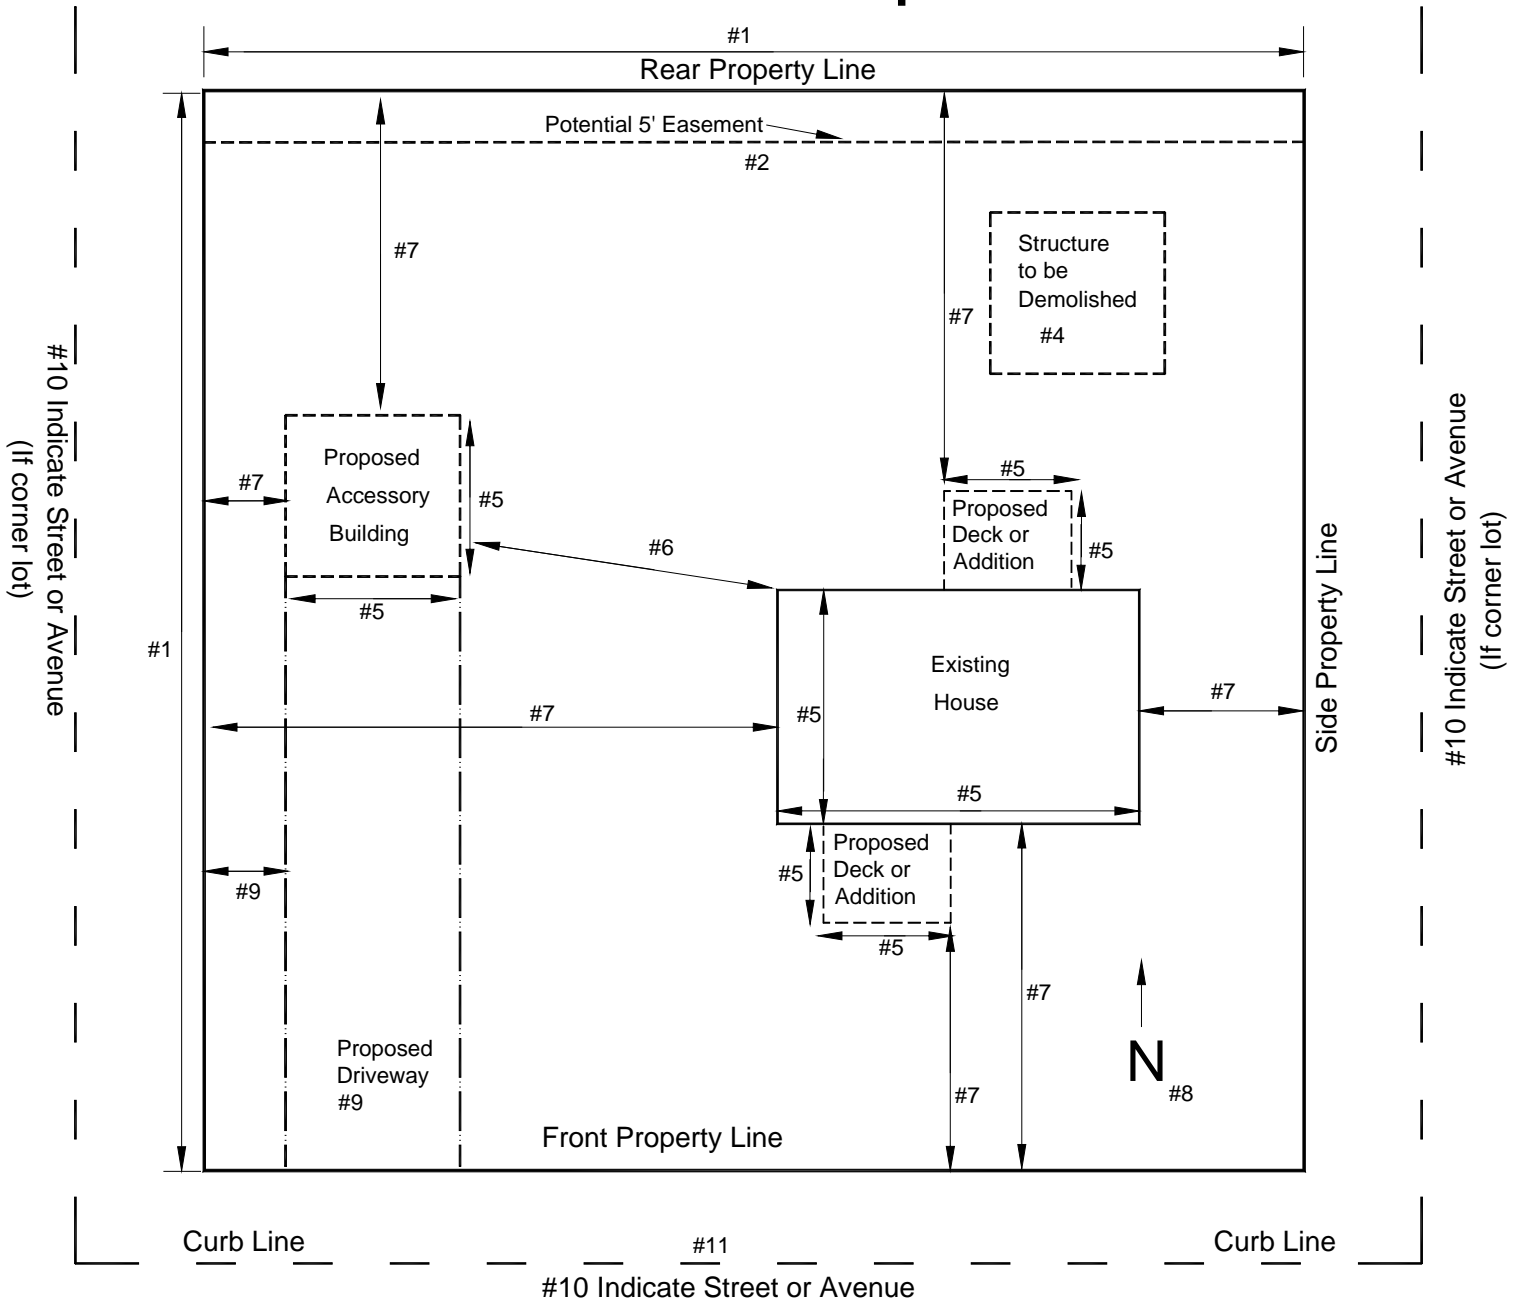 #1
Rear Property Line
Potential 5' Easement
#2
#7
Structure
to be
Demolished
#4
#7
#10 Indicate Street or Avenue
(If corner lot)
#10 Indicate Street or Avenue
(If corner lot)
Proposed
Accessory
Building
#7
#5
#5
#5
Proposed
Deck or
Addition
#5
#6
#1
Side Property Line
Existing
House
#7
#7
#5
#5
Proposed
Deck or
Addition
#5
#5
#9
#7
#7
N
#8
Proposed
Driveway
#9
Front Property Line
Curb Line
#11
Curb Line
#10 Indicate Street or Avenue